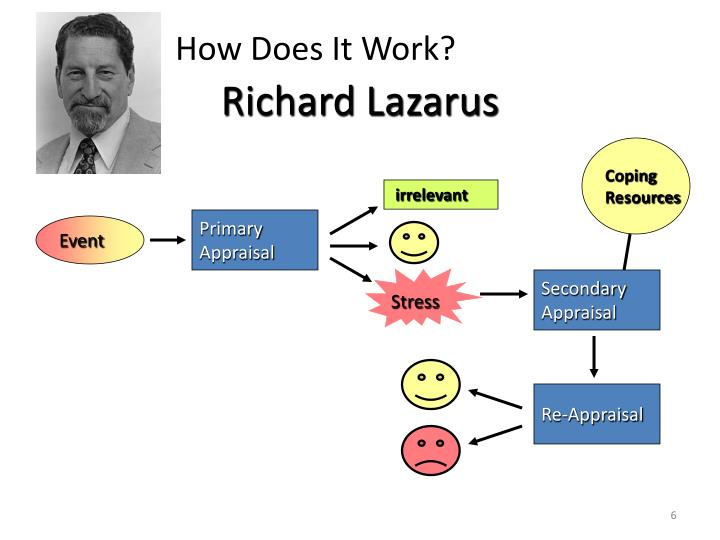 How Does It Work?
Richard Lazarus
Coping
Resources
irrelevant
Event
Primary
Appraisal
Stress
Secondary
Appraisal
Re-Appraisal
6